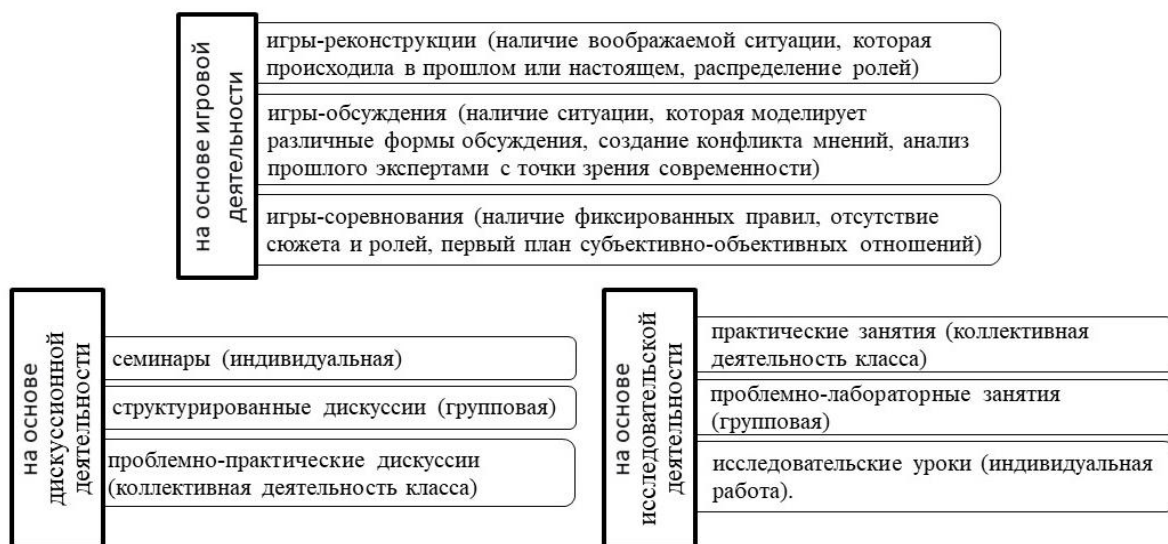 на основе игровой
деятельности
игры-реконструкции (наличие воображаемой ситуации, которая
происходила в прошлом или настоящем, распределение ролей)
игры-обсуждения (наличие ситуации, которая моделирует
различные формы обсуждения, создание конфликта мнений, анализ
прошлого экспертами с точки зрения современности)
игры-соревнования (наличие фиксированных правил, отсутствие
сюжета и ролей, первый план субъективно-объективных отношений)
на основе
дискуссионной
деятельности
семинары (индивидуальная)
структурированные дискуссии (групповая)
проблемно-практические дискуссии
(коллективная деятельность класса)
на основе
исследовательской
деятельности
практические занятия (коллективная
деятельность класса)
проблемно-лабораторные занятия
(групповая)
исследовательские уроки (индивидуальная
работа).